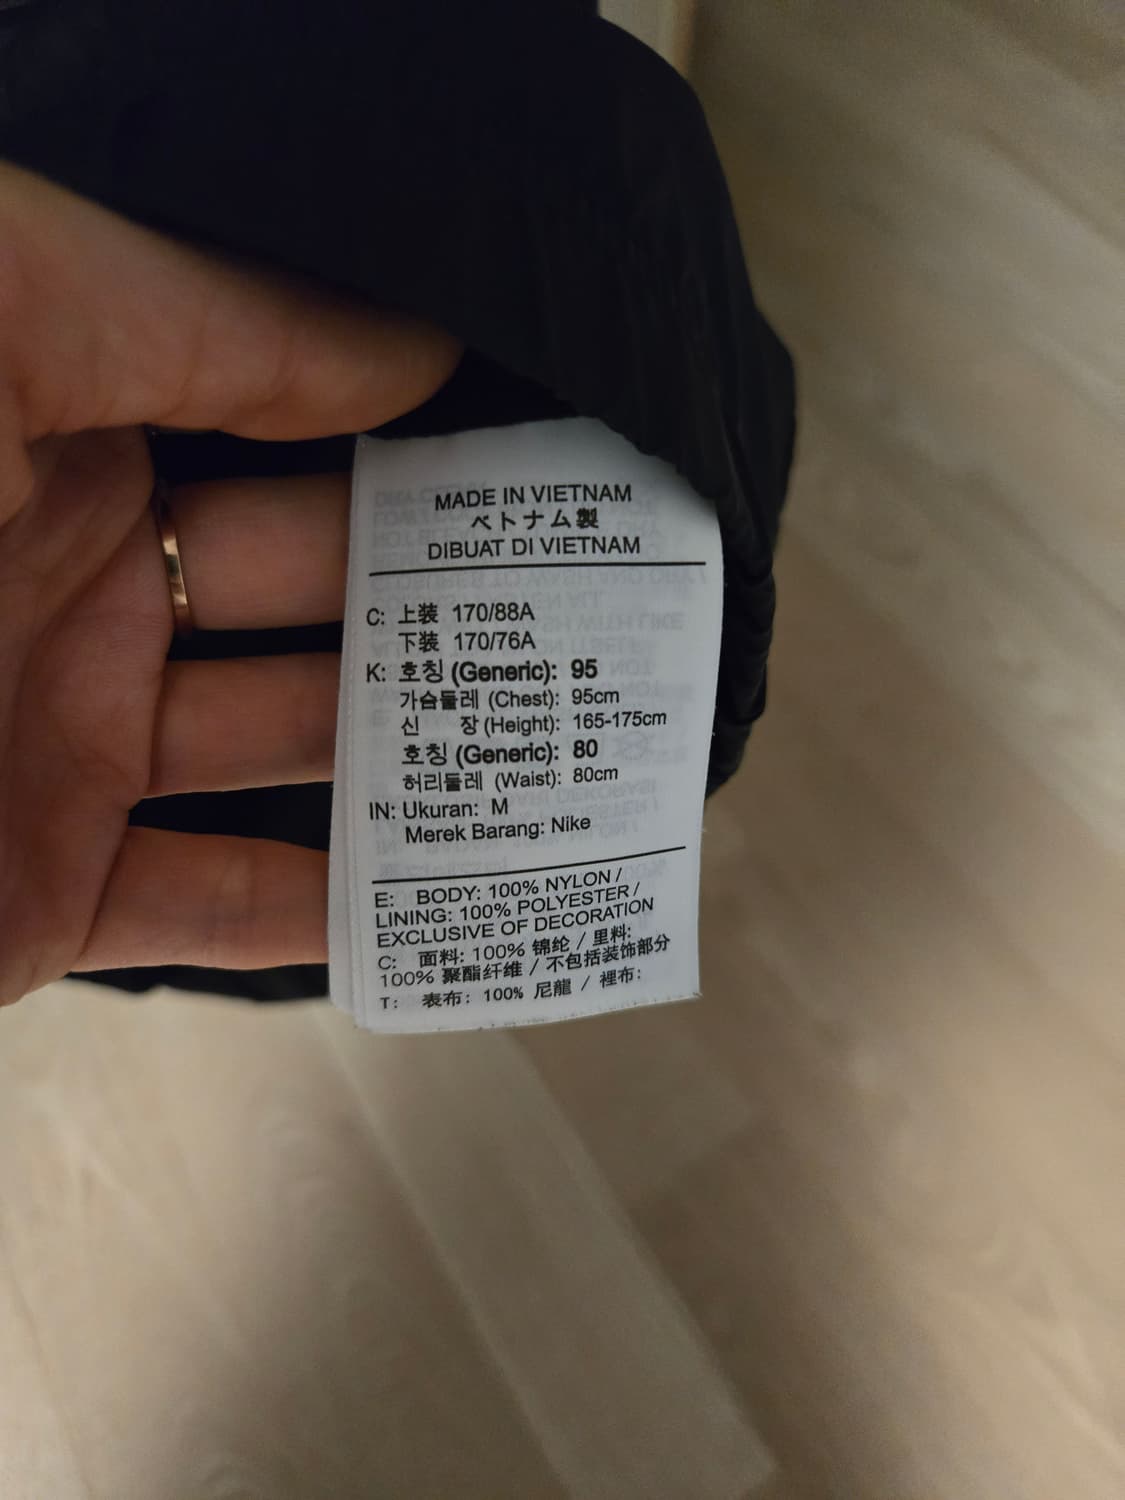 MADE IN VIETNAM
ベトナム製
DIBUAT DI VIETNAM
C: 上装 170/88A
下装 170/76A
K: 호칭 (Generic): 95
가슴둘레 (Chest): 95cm
신 장 (Height): 165-175cm
호칭 (Generic): 80
허리둘레 (Waist): 80cm
IN: Ukuran: M
Merek Barang: Nike
E: BODY: 100% NYLON /
LINING: 100% POLYESTER /
EXCLUSIVE OF DECORATION
C: 面料: 100% 锦纶 / 里料:
100% 聚酯纤维 / 不包括装饰部分
T: 表布: 100% 尼龍 / 裡布: